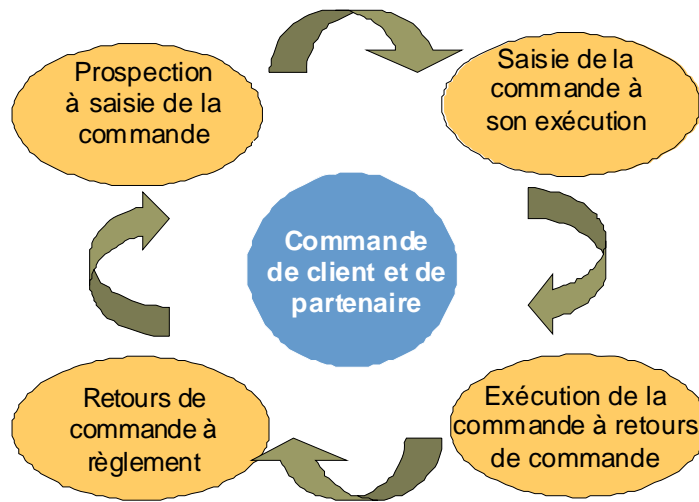 Prospection
à saisie de la
commande
Saisie de la
commande à
son exécution
Commande
de client et de
partenaire
Retours de
commande à
règlement
Exécution de la
commande à retours
de commande